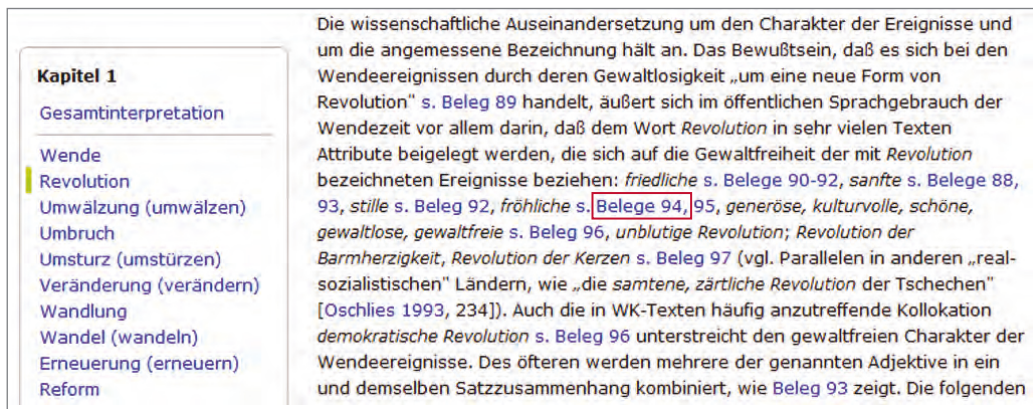 Kapitel 1
Gesamtinterpretation
Wende
Revolution
Umwälzung (umwälzen)
Umbruch
Umsturz (umstürzen)
Veränderung (verändern)
Wandlung
Wandel (wandeln)
Erneuerung (erneuern)
Reform
Die wissenschaftliche Auseinandersetzung um den Charakter der Ereignisse und
um die angemessene Bezeichnung hält an. Das Bewußtsein, daß es sich bei den
Wendeereignissen durch deren Gewaltlosigkeit „um eine neue Form von
Revolution" s. Beleg 89 handelt, äußert sich im öffentlichen Sprachgebrauch der
Wendezeit vor allem darin, daß dem Wort Revolution in sehr vielen Texten
Attribute beigelegt werden, die sich auf die Gewaltfreiheit der mit Revolution
bezeichneten Ereignisse beziehen: friedliche s. Belege 90-92, sanfte s. Belege 88,
93, stille s. Beleg 92, fröhliche s. Belege 94, 95, generöse, kulturvolle, schöne,
gewaltlose, gewaltfreie s. Beleg 96, unblutige Revolution; Revolution der
Barmherzigkeit, Revolution der Kerzen s. Beleg 97 (vgl. Parallelen in anderen „real-
sozialistischen" Ländern, wie „die samtene, zärtliche Revolution der Tschechen"
[Oschlies 1993, 234]). Auch die in WK-Texten häufig anzutreffende Kollokation
demokratische Revolution s. Beleg 96 unterstreicht den gewaltfreien Charakter der
Wendeereignisse. Des öfteren werden mehrere der genannten Adjektive in ein
und demselben Satzzusammenhang kombiniert, wie Beleg 93 zeigt. Die folgenden